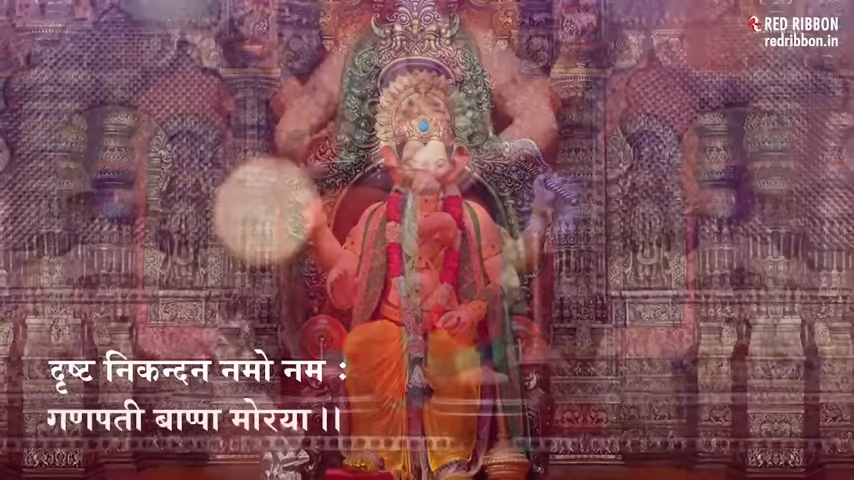 RED RIBBON
redribbon.in
दृष्ट निकन्दन नमो नम :
गणपती बाप्पा मोरया ||